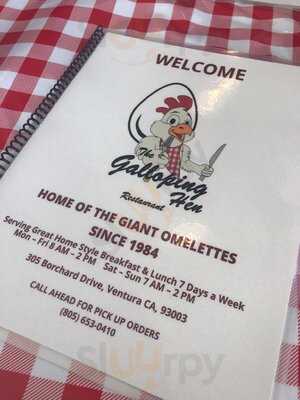 WELCOME
The
Galloping
Hen
Restaurant
HOME OF THE GIANT OMELETTES
SINCE 1984
Serving Great Home Style Breakfast & Lunch 7 Days a Week
Mon - Fri 8 AM - 2 PM Sat - Sun 7 AM - 2 PM
305 Borchard Drive, Ventura CA, 93003
CALL AHEAD FOR PICK UP ORDERS
(805) 653-0410
Sluurpy